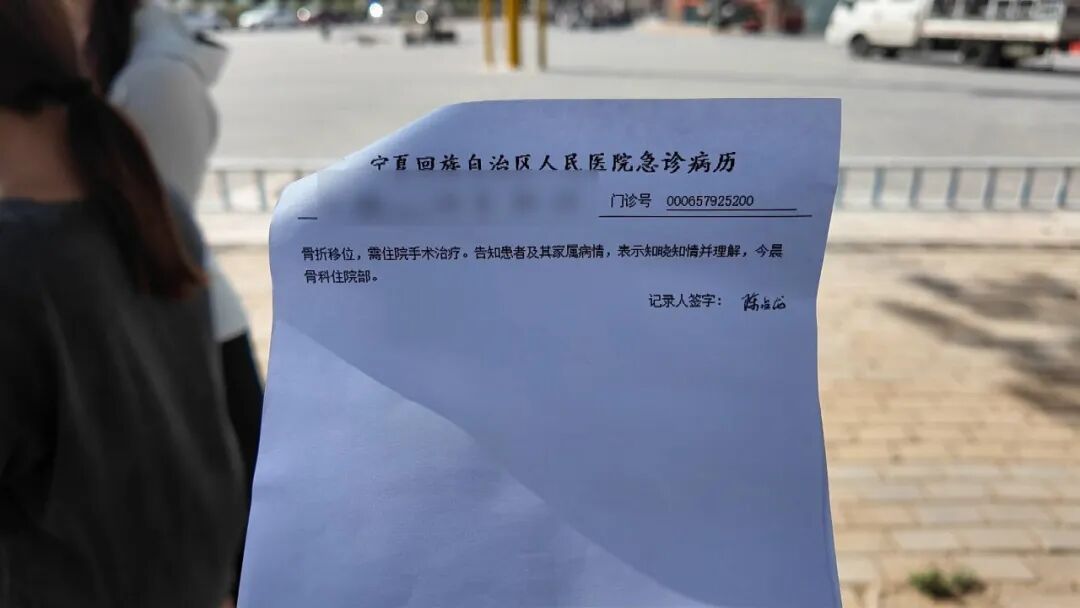 宁夏回族自治区人民医院急诊病历
门诊号 000657925200
骨折移位，需住院手术治疗。告知患者及其家属病情，表示知晓知情并理解，今晨
骨科住院部。
记录人签字：